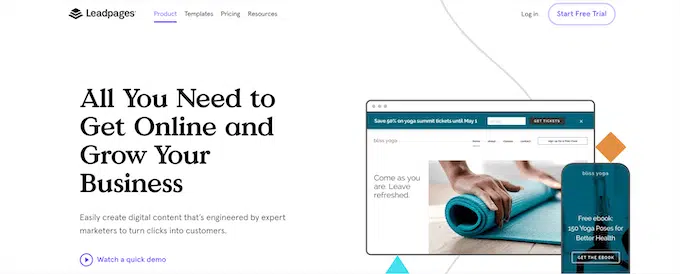 Leadpages
Product Templates Pricing Resources
Log in
Start Free Trial
All You Need to
Get Online and
Grow Your
Business
Easily create digital content that's engineered by expert
marketers to turn clicks into customers.
Watch a quick demo
Save 50% on yoga summit tickets until May 1
GET TICKETS
bliss yoga
Come as you
are. Leave
refreshed.
bliss yoga
Free ebook:
150 Yoga Poses for
Better Health
GET THE EBOOK